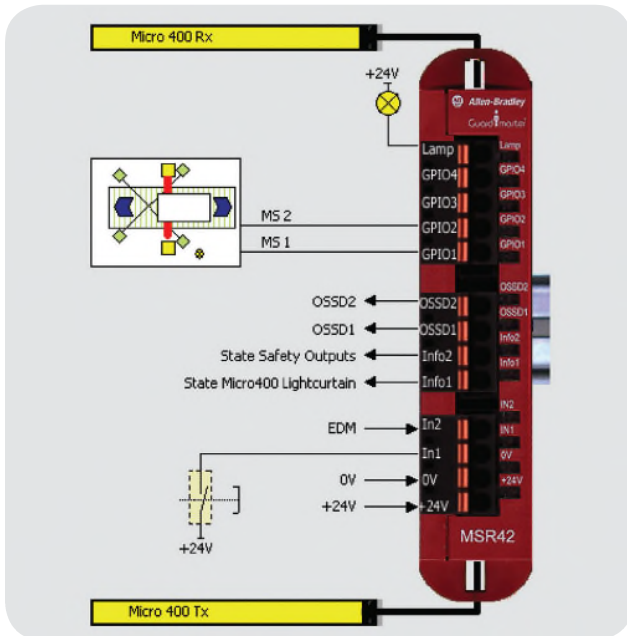 Micro 400 Rx
+24V
Allen-Bradley
Guardmaster
Lamp
Lamp
GPIO4
GPIO4
GPIO3
GPIO3
MS 2
GPIO2
GPIO2
MS 1
GPIO1
GPIO1
OSSD2
OSSD2
OSSD2
OSSD1
OSSD1
OSSD1
State Safety Outputs
Info2
Info2
State Micro400 Lightcurtain
Info1
Info1
IN2
EDM
In2
IN1
In1
0V
0V
0V
+24V
+24V
+24V
+24V
MSR42
Micro 400 Tx